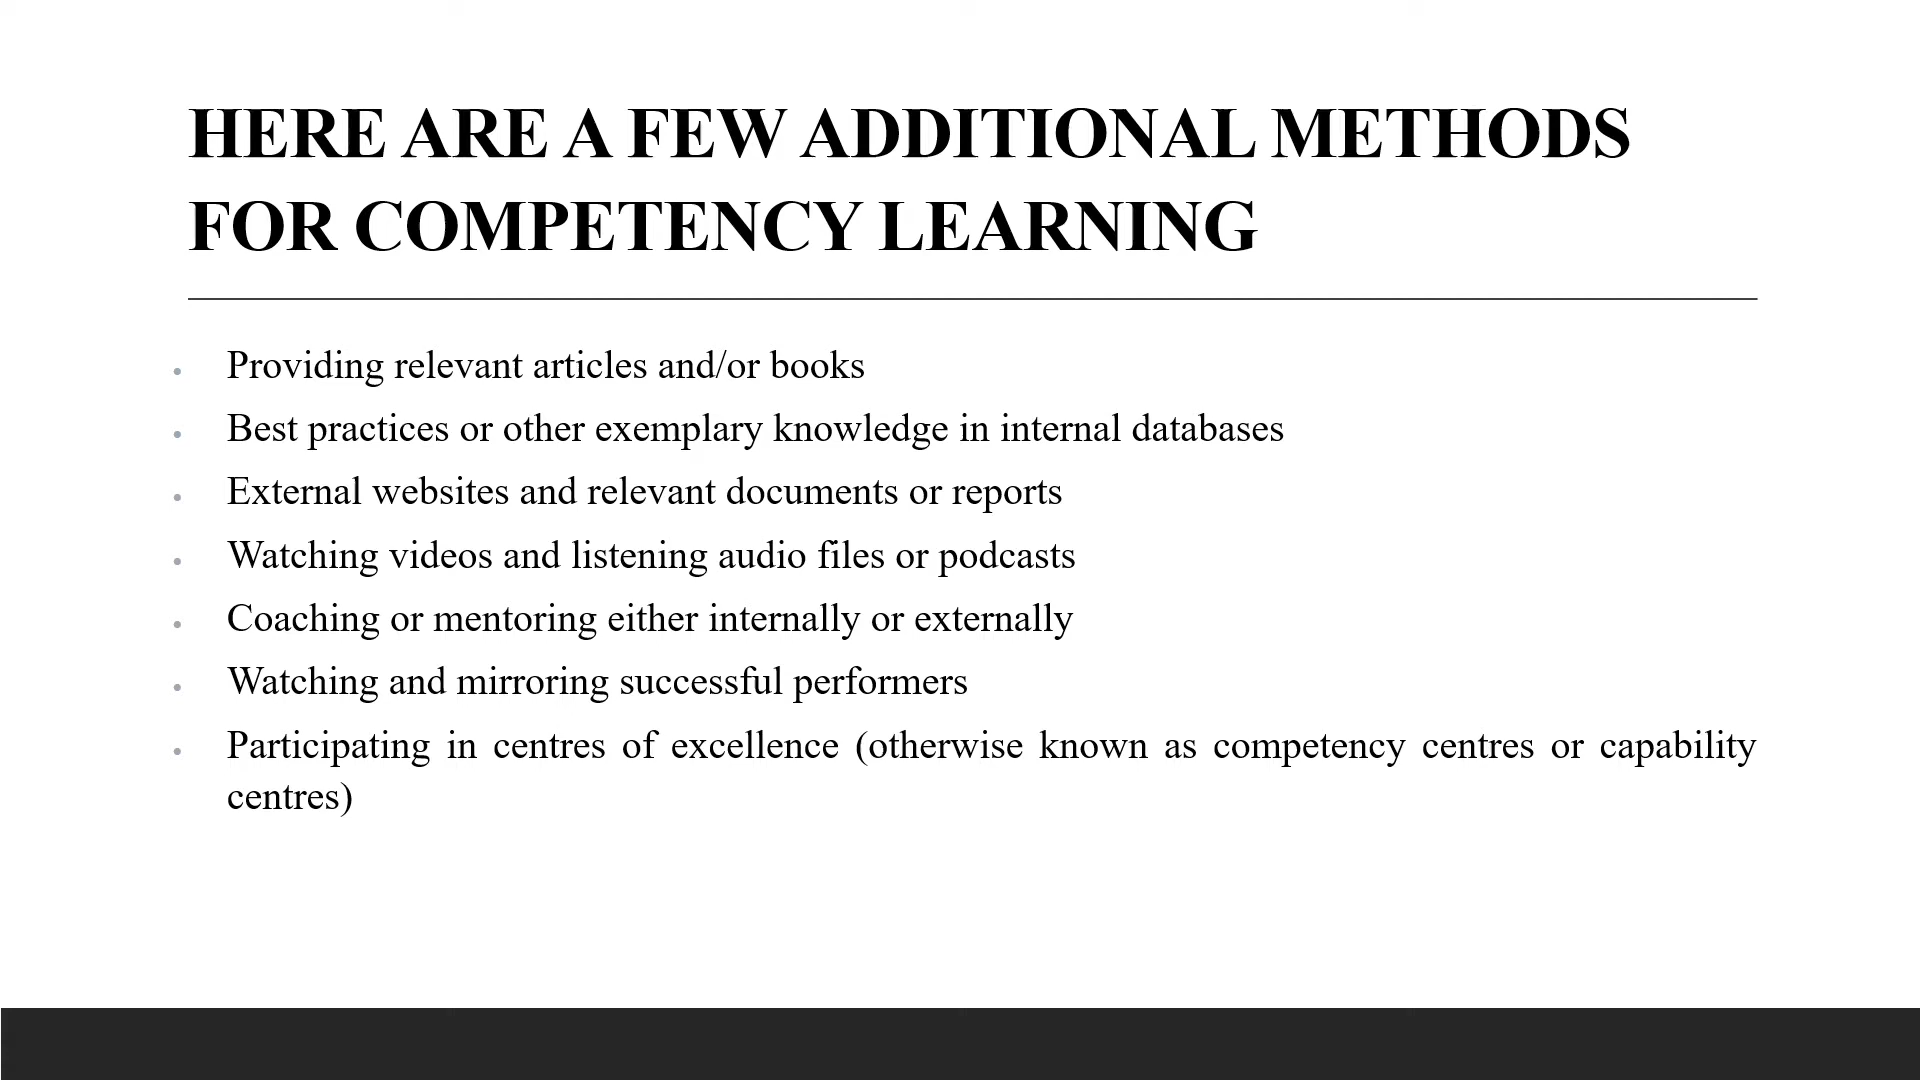 HERE ARE A FEW ADDITIONAL METHODS
FOR COMPETENCY LEARNING
• Providing relevant articles and/or books
• Best practices or other exemplary knowledge in internal databases
• External websites and relevant documents or reports
• Watching videos and listening audio files or podcasts
• Coaching or mentoring either internally or externally
• Watching and mirroring successful performers
• Participating in centres of excellence (otherwise known as competency centres or capability
centres)